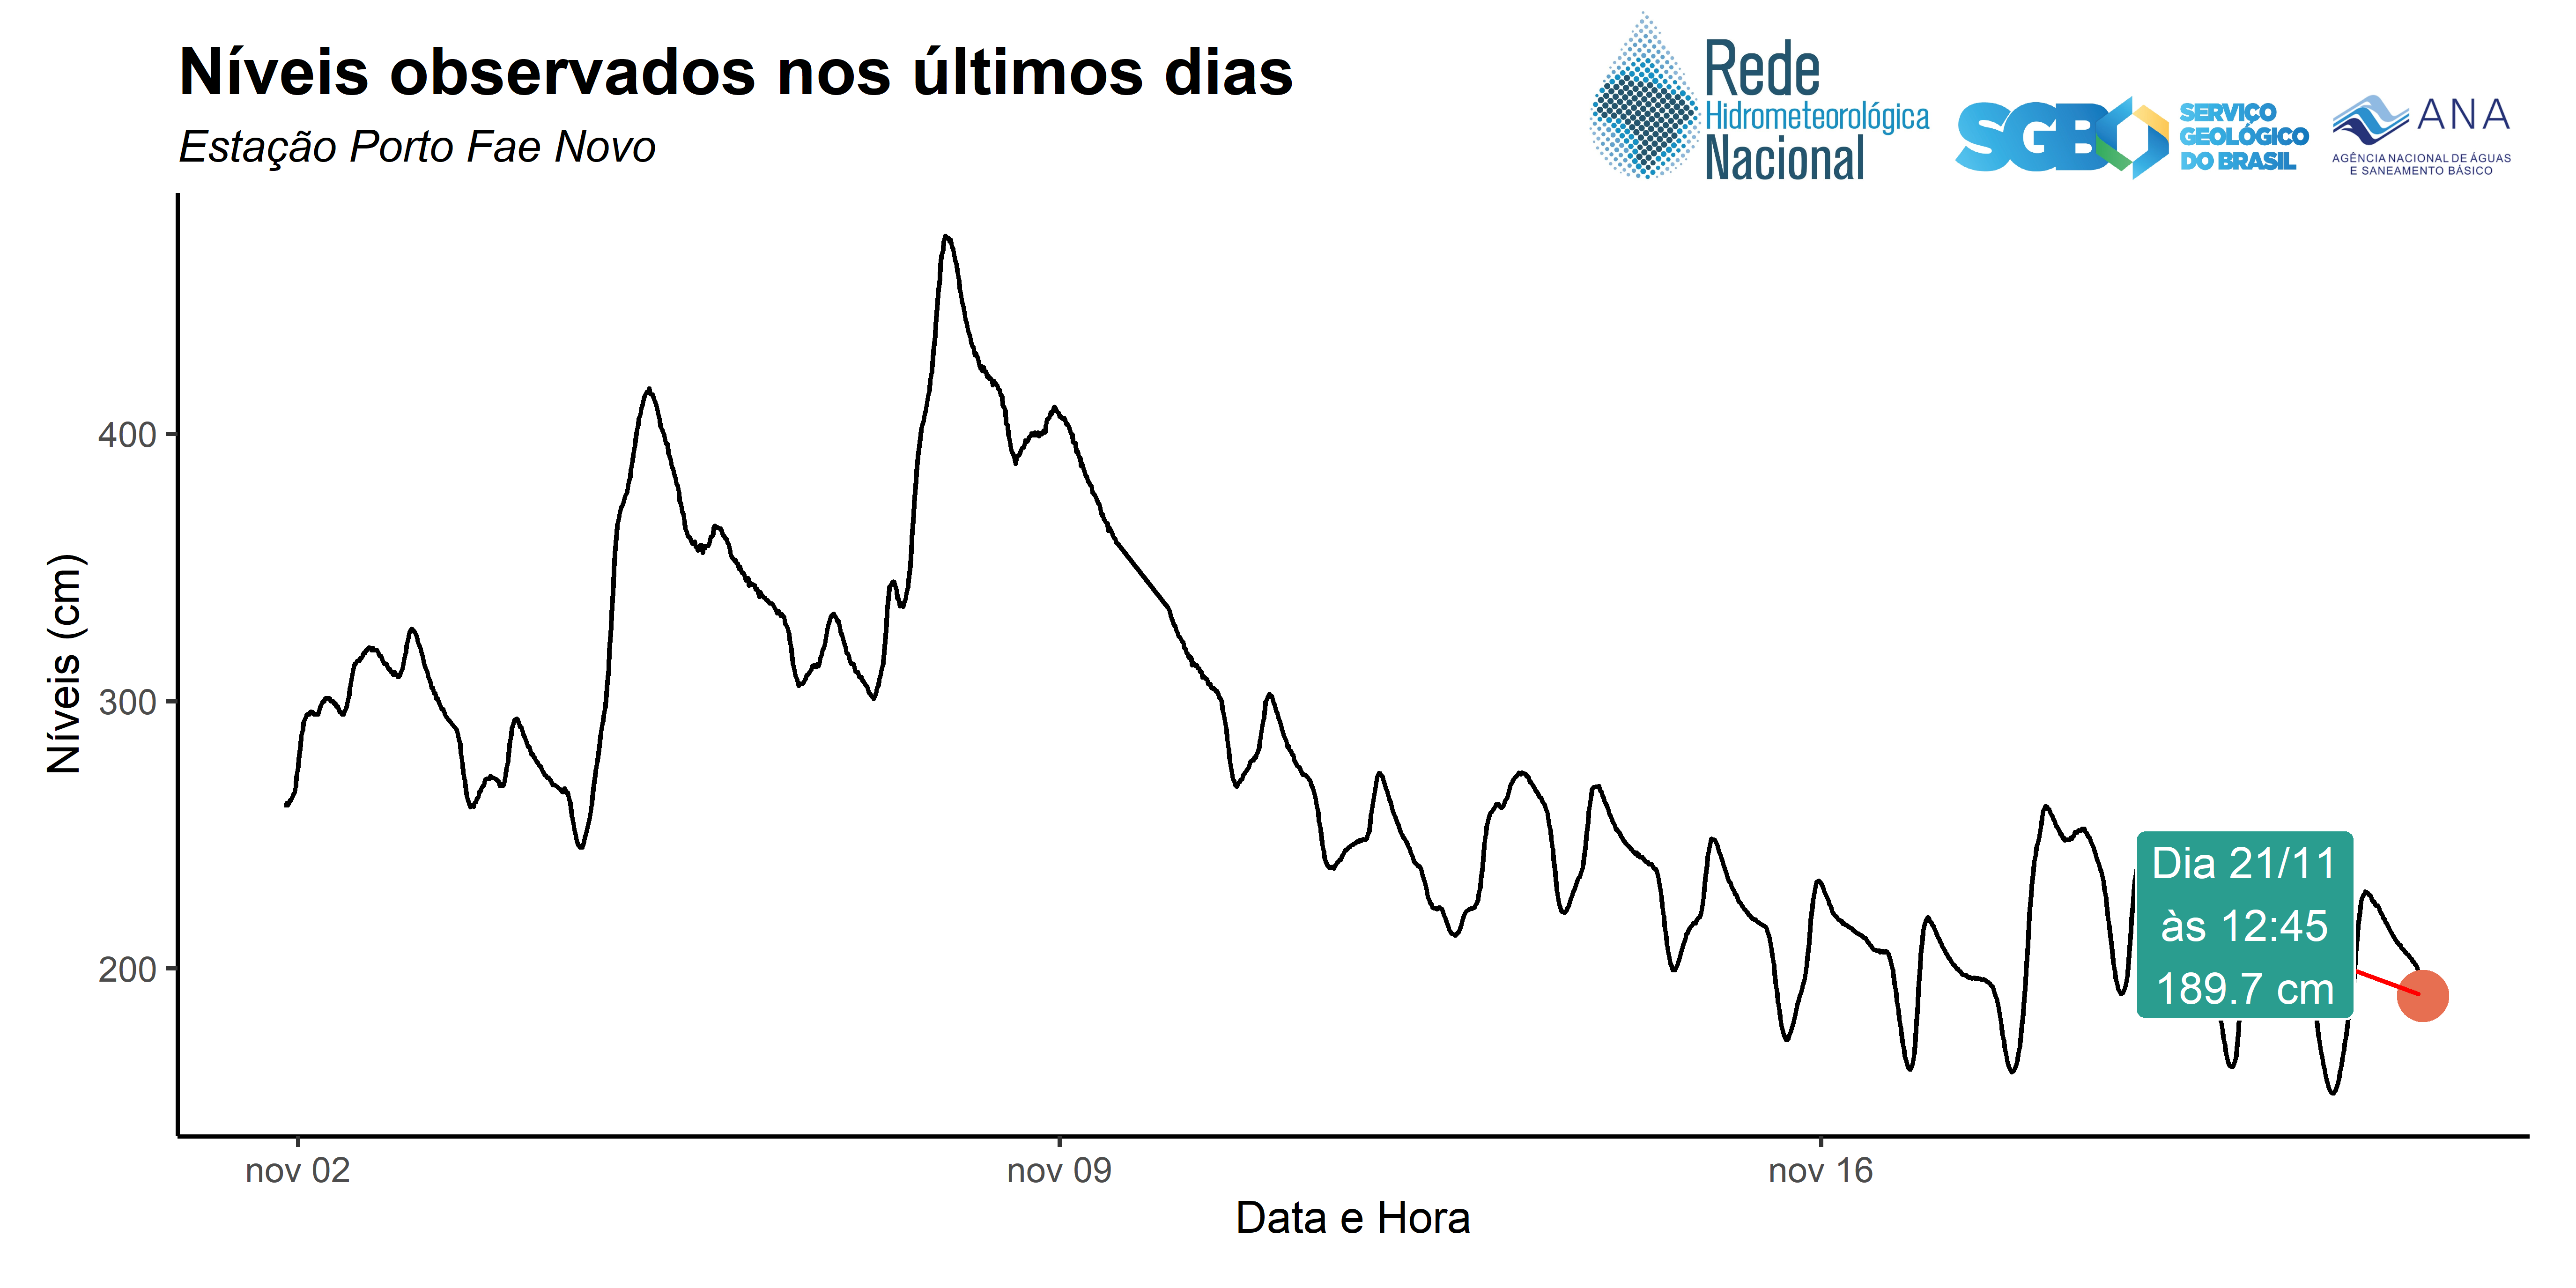 Níveis observados nos últimos dias
Estação Porto Fae Novo
Rede
Hidrometeorológica
Nacional
SGB
SERVIÇO
GEOLÓGICO
DO BRASIL
ANA
AGÊNCIA NACIONAL DE ÁGUAS
E SANEAMENTO BÁSICO
Níveis (cm)
400
300
200
Dia 21/11
às 12:45
189.7 cm
nov 02
nov 09
nov 16
Data e Hora